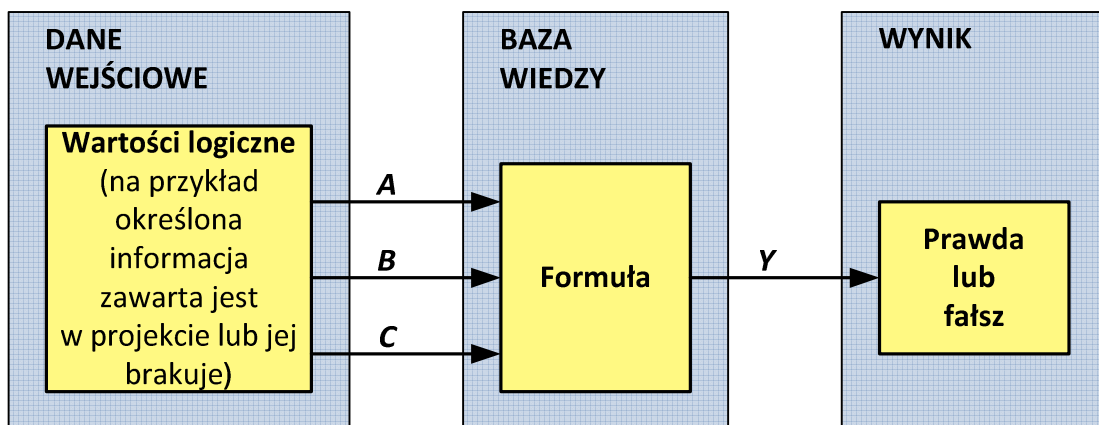 DANE
WEJŚCIOWE
Wartości logiczne
(na przykład
określona
informacja
zawarta jest
w projekcie lub jej
brakuje)
A
B
C
BAZA
WIEDZY
Formuła
Y
WYNIK
Prawda
lub
fałsz